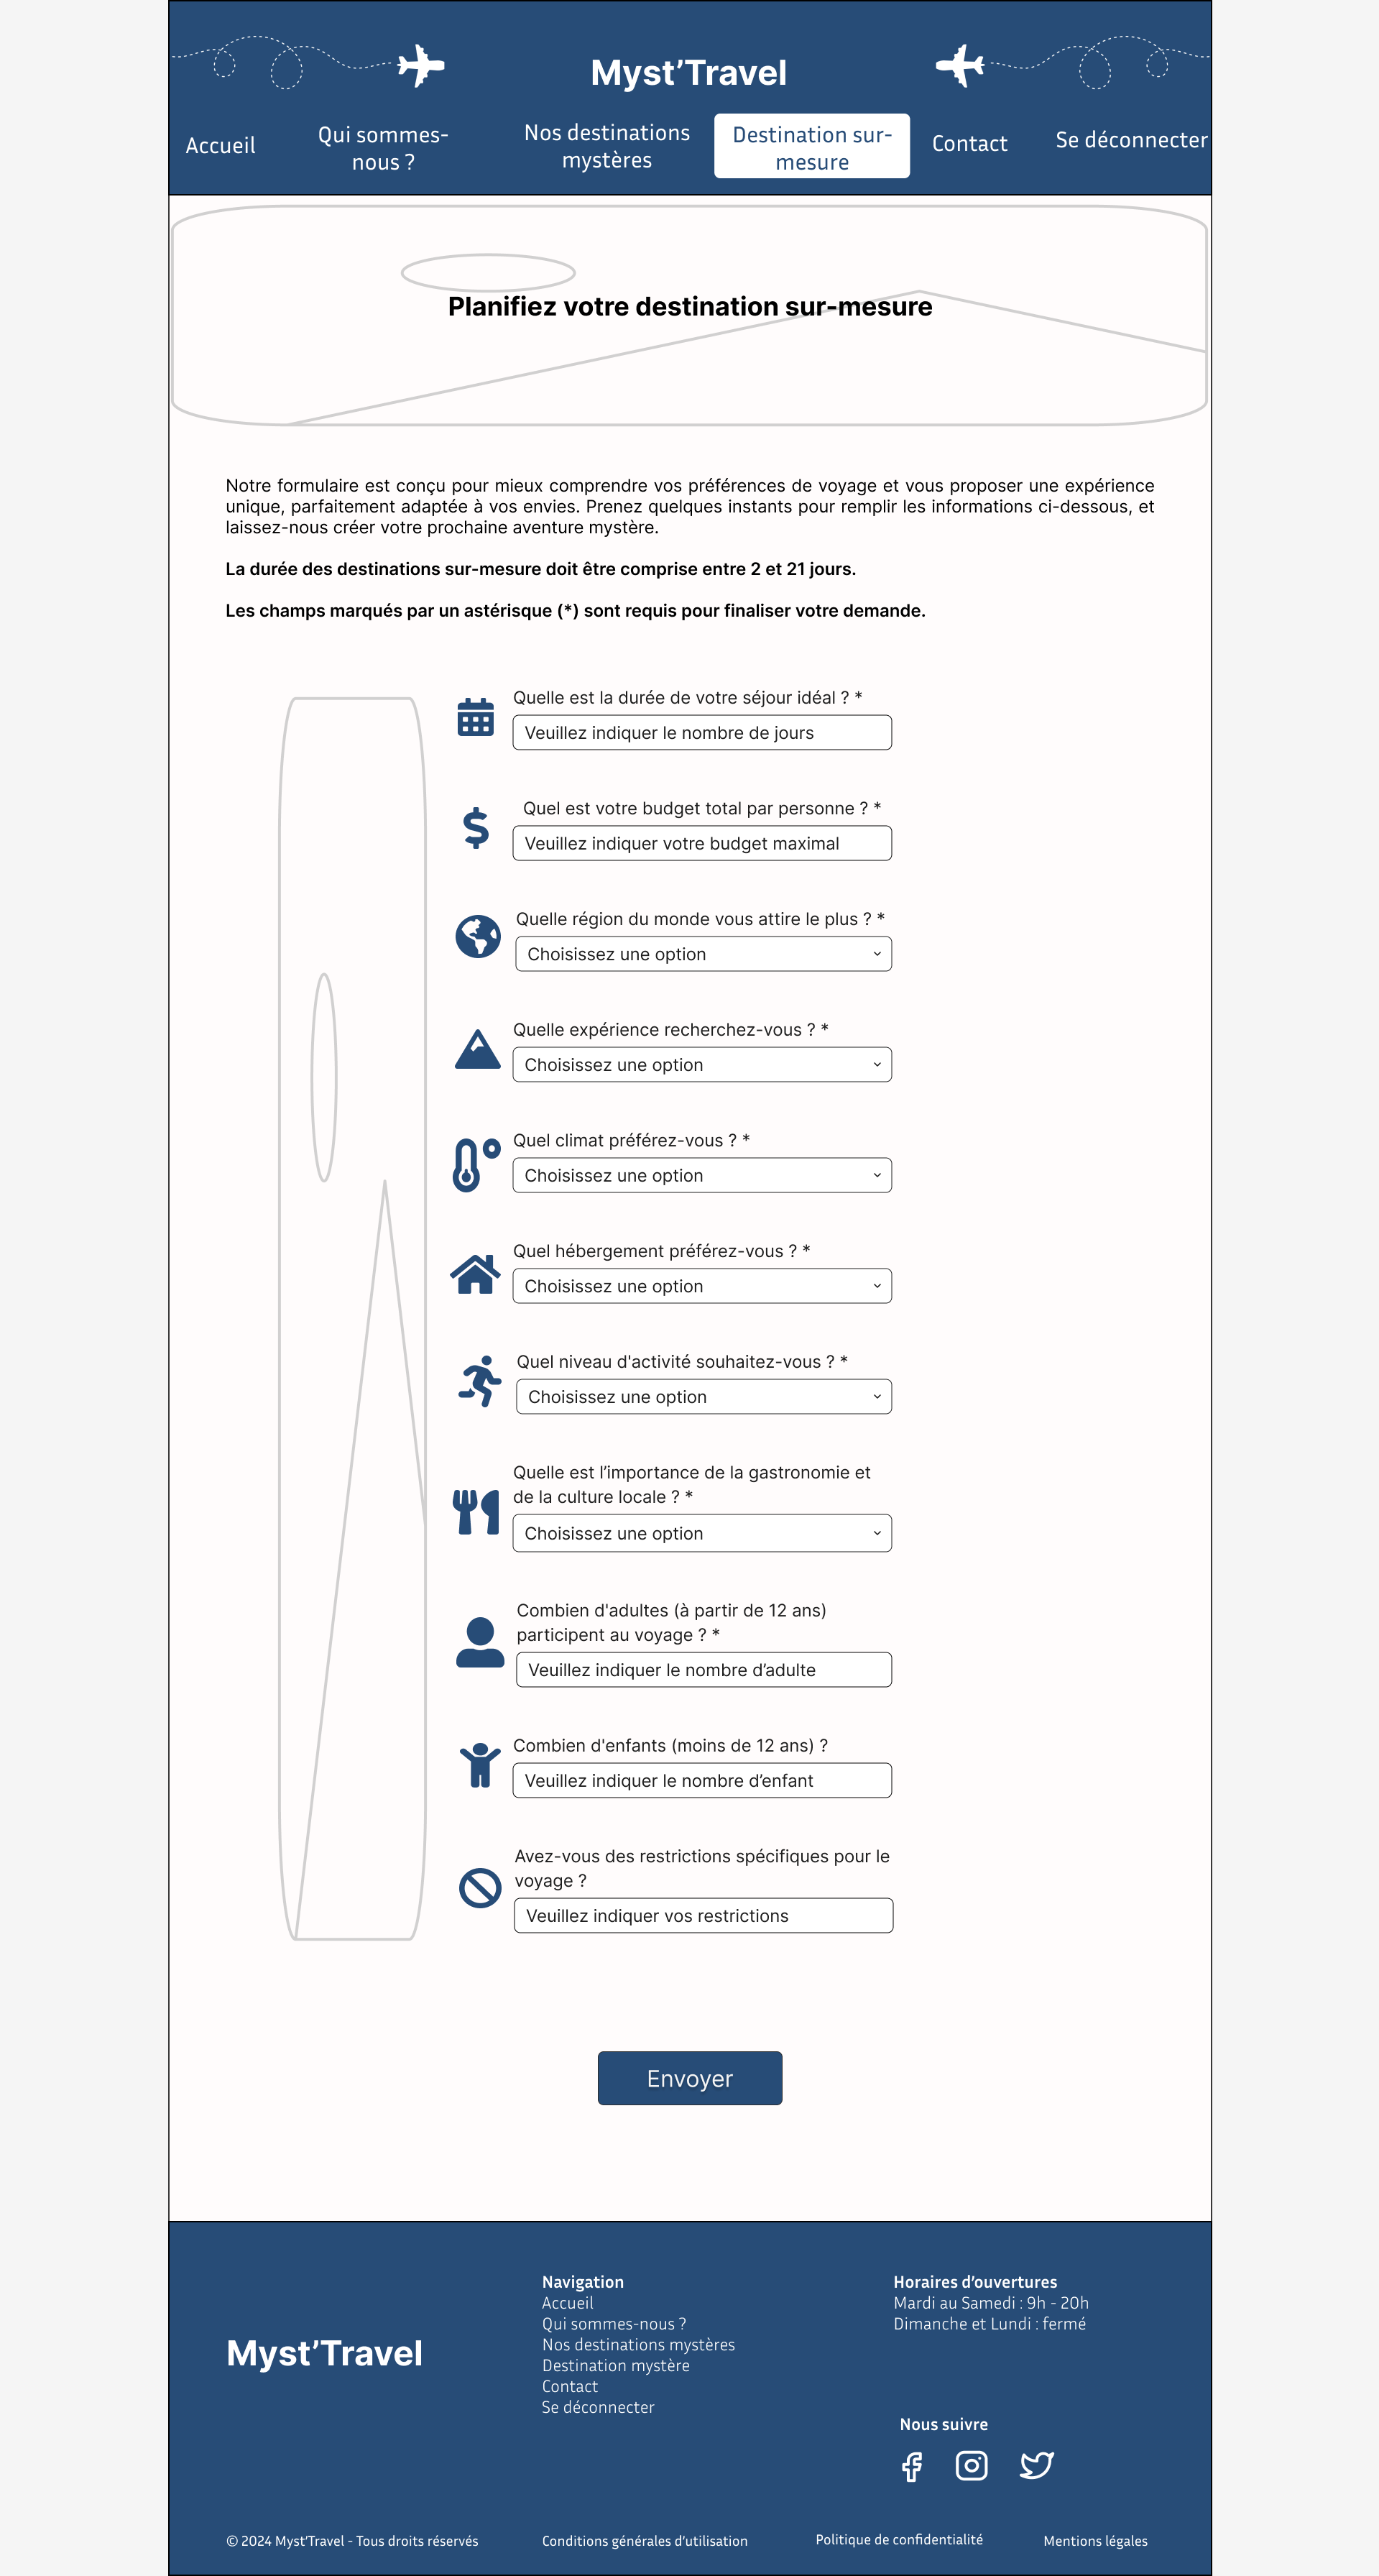 Myst’Travel
Accueil
Qui sommes-
nous ?
Nos destinations
mystères
Destination sur-
mesure
Contact
Se déconnecter
Planifiez votre destination sur-mesure
Notre formulaire est conçu pour mieux comprendre vos préférences de voyage et vous proposer une expérience
unique, parfaitement adaptée à vos envies. Prenez quelques instants pour remplir les informations ci-dessous, et
laissez-nous créer votre prochaine aventure mystère.
La durée des destinations sur-mesure doit être comprise entre 2 et 21 jours.
Les champs marqués par un astérisque (*) sont requis pour finaliser votre demande.
Quelle est la durée de votre séjour idéal ? *
Veuillez indiquer le nombre de jours
Quel est votre budget total par personne ? *
Veuillez indiquer votre budget maximal
Quelle région du monde vous attire le plus ? *
Choisissez une option
Quelle expérience recherchez-vous ? *
Choisissez une option
Quel climat préférez-vous ? *
Choisissez une option
Quel hébergement préférez-vous ? *
Choisissez une option
Quel niveau d'activité souhaitez-vous ? *
Choisissez une option
Quelle est l’importance de la gastronomie et
de la culture locale ? *
Choisissez une option
Combien d'adultes (à partir de 12 ans)
participent au voyage ? *
Veuillez indiquer le nombre d’adulte
Combien d'enfants (moins de 12 ans) ?
Veuillez indiquer le nombre d’enfant
Avez-vous des restrictions spécifiques pour le
voyage ?
Veuillez indiquer vos restrictions
Envoyer
Myst’Travel
Navigation
Accueil
Qui sommes-nous ?
Nos destinations mystères
Destination mystère
Contact
Se déconnecter
Horaires d’ouvertures
Mardi au Samedi : 9h - 20h
Dimanche et Lundi : fermé
Nous suivre
© 2024 Myst’Travel - Tous droits réservés
Conditions générales d’utilisation
Politique de confidentialité
Mentions légales